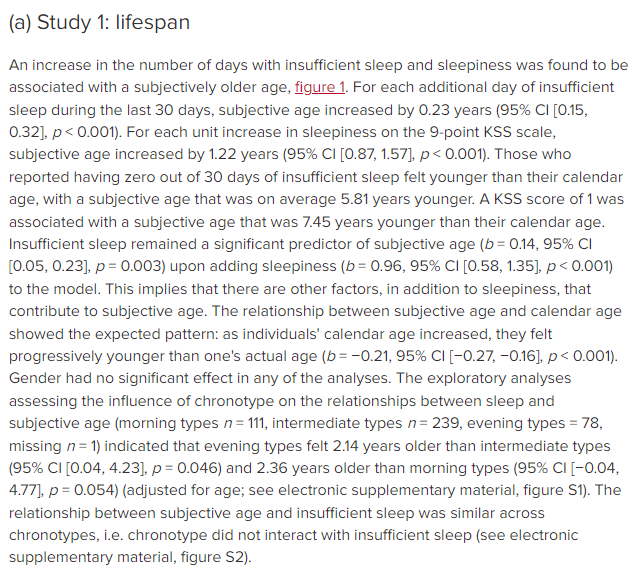 (a) Study 1: lifespan
An increase in the number of days with insufficient sleep and sleepiness was found to be
associated with a subjectively older age, figure 1. For each additional day of insufficient
sleep during the last 30 days, subjective age increased by 0.23 years (95% CI [0.15,
0.32], p < 0.001). For each unit increase in sleepiness on the 9-point KSS scale,
subjective age increased by 1.22 years (95% CI [0.87, 1.57], p < 0.001). Those who
reported having zero out of 30 days of insufficient sleep felt younger than their calendar
age, with a subjective age that was on average 5.81 years younger. A KSS score of 1 was
associated with a subjective age that was 7.45 years younger than their calendar age.
Insufficient sleep remained a significant predictor of subjective age (b = 0.14, 95% CI
[0.05, 0.23], p = 0.003) upon adding sleepiness (b = 0.96, 95% CI [0.58, 1.35], p < 0.001)
to the model. This implies that there are other factors, in addition to sleepiness, that
contribute to subjective age. The relationship between subjective age and calendar age
showed the expected pattern: as individuals' calendar age increased, they felt
progressively younger than one's actual age (b = −0.21, 95% CI [−0.27, −0.16], p < 0.001).
Gender had no significant effect in any of the analyses. The exploratory analyses
assessing the influence of chronotype on the relationships between sleep and
subjective age (morning types n = 111, intermediate types n = 239, evening types = 78,
missing n = 1) indicated that evening types felt 2.14 years older than intermediate types
(95% CI [0.04, 4.23], p = 0.046) and 2.36 years older than morning types (95% CI [−0.04,
4.77], p = 0.054) (adjusted for age; see electronic supplementary material, figure S1). The
relationship between subjective age and insufficient sleep was similar across
chronotypes, i.e. chronotype did not interact with insufficient sleep (see electronic
supplementary material, figure S2).